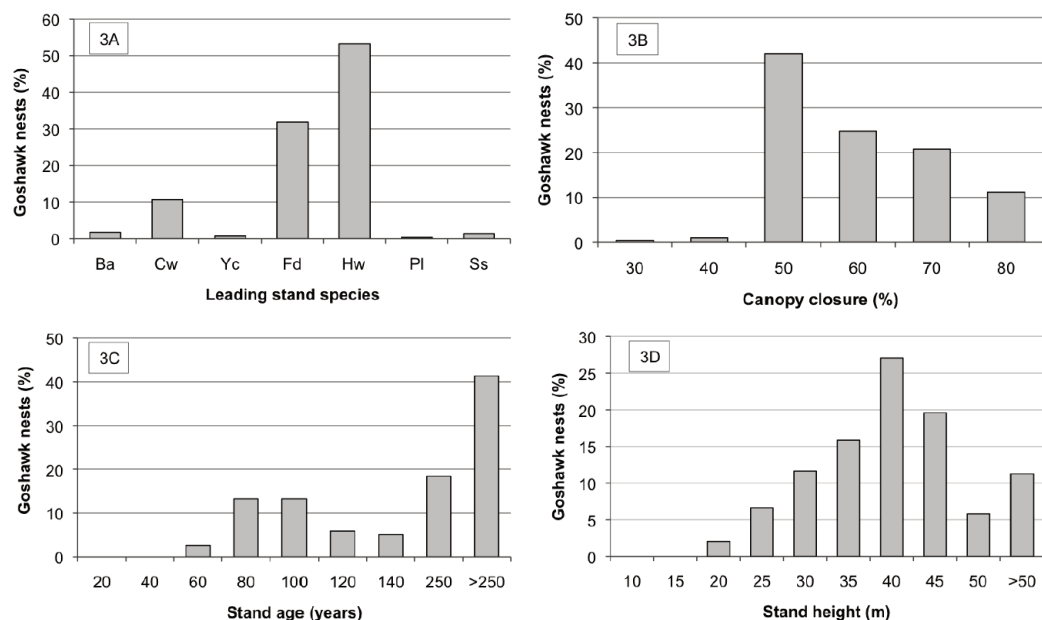 3A
Goshawk nests (%)
60
50
40
30
20
10
0
Ba Cw Yc Fd Hw Pl Ss
Leading stand species
3B
Goshawk nests (%)
50
40
30
20
10
0
30 40 50 60 70 80
Canopy closure (%)
3C
Goshawk nests (%)
50
40
30
20
10
0
20 40 60 80 100 120 140 250 >250
Stand age (years)
3D
Goshawk nests (%)
30
25
20
15
10
5
0
10 15 20 25 30 35 40 45 50 >50
Stand height (m)